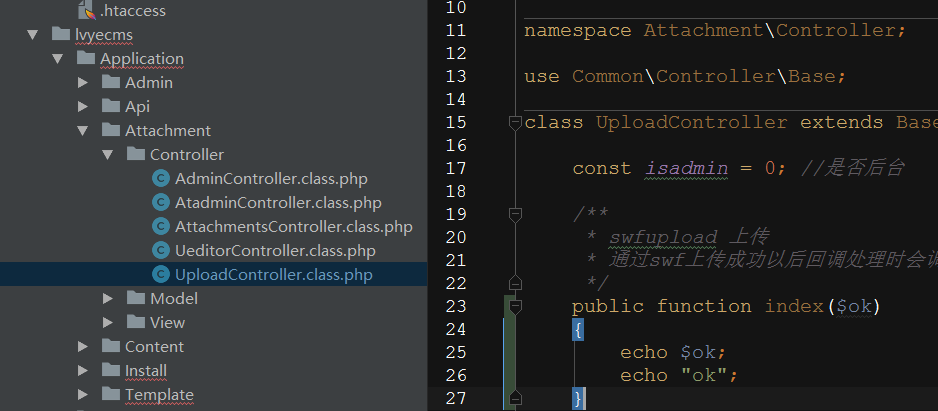 .htaccess
lvyecms
Application
Admin
Api
Attachment
Controller
AdminController.class.php
AtadminController.class.php
AttachmentsController.class.php
UeditorController.class.php
UploadController.class.php
Model
View
Content
Install
Template
10
11 namespace Attachment\Controller;
12
13 use Common\Controller\Base;
14
15 class UploadController extends Base
16
17 const isadmin = 0; //是否后台
18
19 /**
20 * swfupload 上传
21 * 通过swf上传成功以后回调处理时会调
22 */
23 public function index($ok)
24 {
25 echo $ok;
26 echo "ok";
27 }